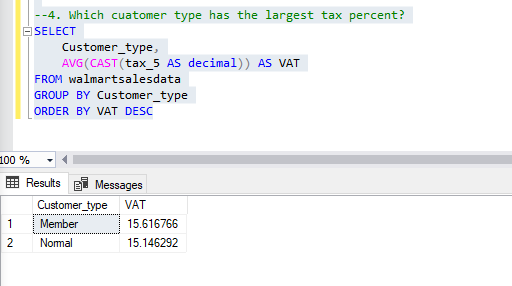 --4. Which cuatomer type has the largest tax percent?
SELECT
Customer_type,
AVG(CAST(tax_5 AS decimal)) AS VAT
FROM walmartsalesdata
GROUP BY Customer_type
ORDER BY VAT DESC
100 %
Results Messages
Customer_type VAT
1 Member 15.616766
2 Normal 15.146292